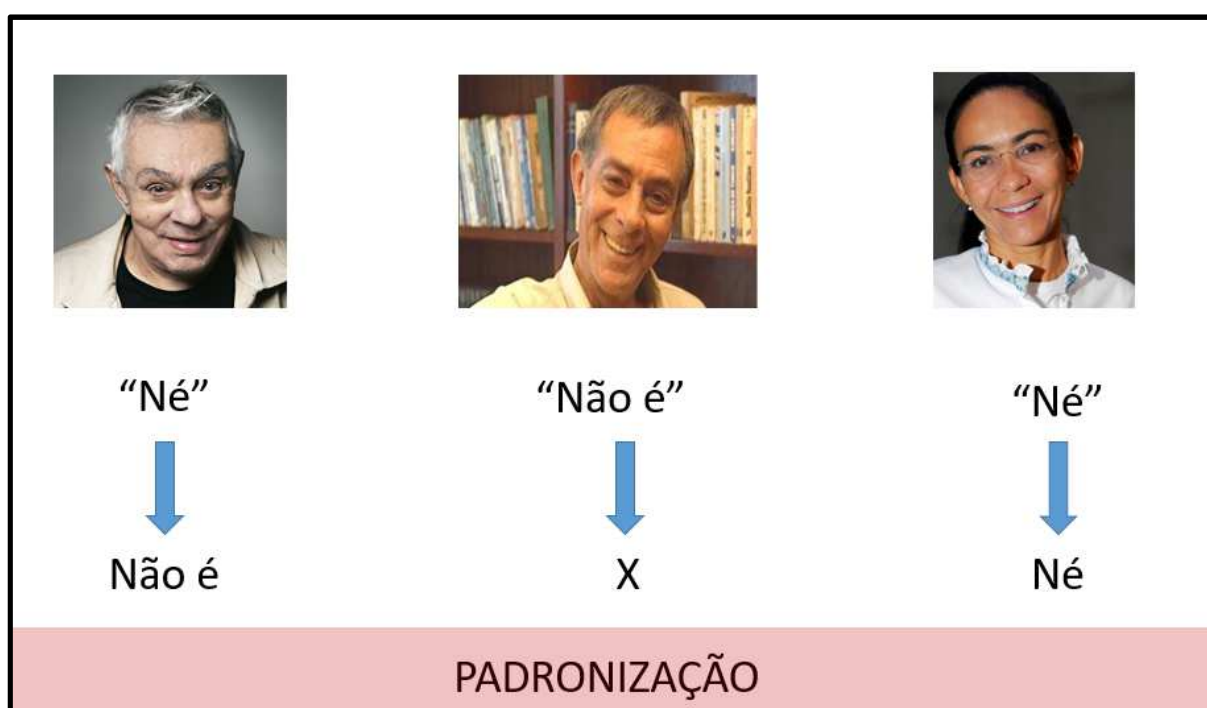 “Né” “Não é” “Né”
Não é X Né
PADRONIZAÇÃO